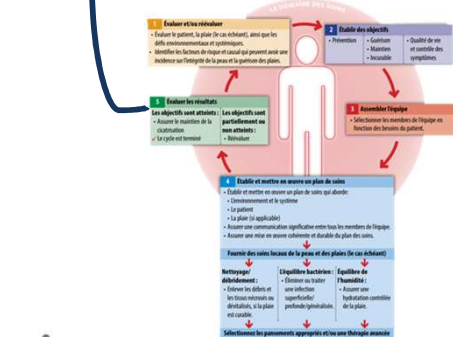 LE DOMAINE DES SOINS
1 Évaluer et/ou réévaluer
• Évaluer le patient, la plaie (le cas échéant), ainsi que les
défis environnementaux et systémiques.
• Identifier les facteurs de risque et causal qui peuvent avoir une
incidence sur l'intégrité de la peau et la guérison des plaies.
2 Établir des objectifs
• Prévention
• Guérison
• Maintien
• Incurable
• Qualité de vie
et contrôle des
symptômes
3 Assembler l'équipe
• Sélectionner les membres de l'équipe en
fonction des besoins du patient.
4 Établir et mettre en œuvre un plan de soins
• Établir et mettre en œuvre un plan de soins qui aborde:
• L'environnement et le système
• Le patient
• La plaie (si applicable)
• Assurer une communication significative entre tous les membres de l'équipe.
• Assurer une mise en œuvre cohérente et durable du plan des soins.
Fournir des soins locaux de la peau et des plaies (le cas échéant)
Nettoyage/
débridement :
• Enlever les débris et
les tissus nécrosés ou
dévitalisés, si la plaie
est curable.
L'équilibre bactérien :
• Éliminer ou traiter
une infection
superficielle/
profonde/généralisée.
Équilibre de
l'humidité :
• Assurer une
hydratation contrôlée
de la plaie.
Sélectionnez les pansements appropriés et/ou une thérapie avancée
5 Évaluer les résultats
Les objectifs sont atteints :
• Assurer le maintien de la
cicatrisation
✓ Le cycle est terminé
Les objectifs sont
partiellement ou
non atteints :
• Réévaluer